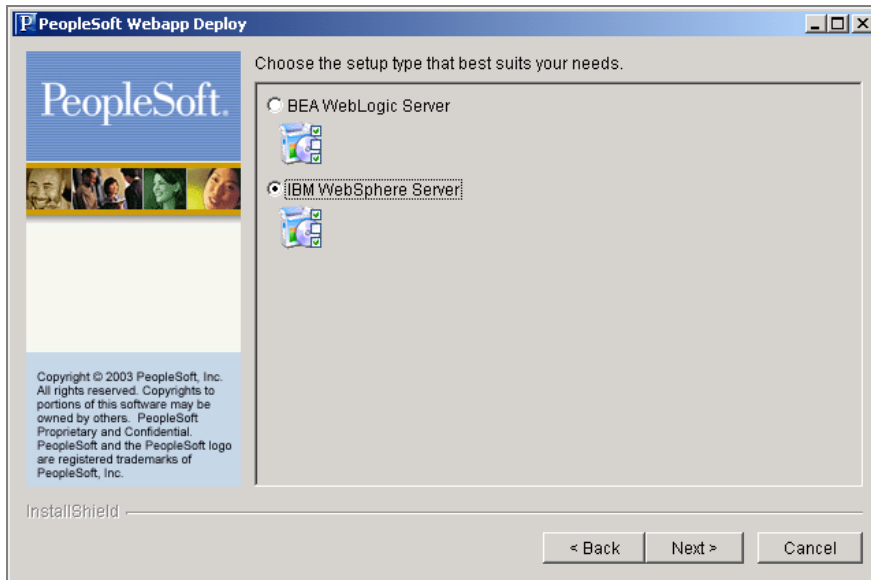 PeopleSoft Webapp Deploy
PeopleSoft.
Choose the setup type that best suits your needs.
BEA WebLogic Server
IBM WebSphere Server
Copyright © 2003 PeopleSoft, Inc.
All rights reserved. Copyrights to
portions of this software may be
owned by others. PeopleSoft
Proprietary and Confidential.
PeopleSoft and the PeopleSoft logo
are registered trademarks of
PeopleSoft, Inc.
InstallShield
< Back
Next >
Cancel